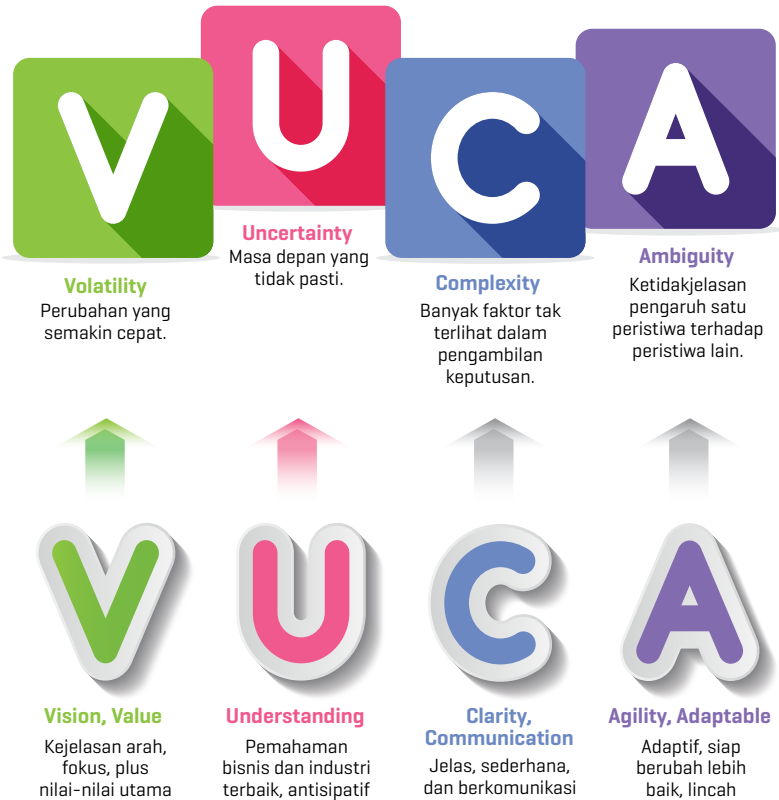 V
U
C
A
Volatility
Perubahan yang
semakin cepat.
Uncertainty
Masa depan yang
tidak pasti.
Complexity
Banyak faktor tak
terlihat dalam
pengambilan
keputusan.
Ambiguity
Ketidakjelasan
pengaruh satu
peristiwa terhadap
peristiwa lain.
V
U
C
A
Vision, Value
Kejelasan arah,
fokus, plus
nilai-nilai utama
Understanding
Pemahaman
bisnis dan industri
terbaik, antisipatif
Clarity,
Communication
Jelas, sederhana,
dan berkomunikasi
Agility, Adaptable
Adaptif, siap
berubah lebih
baik, lincah